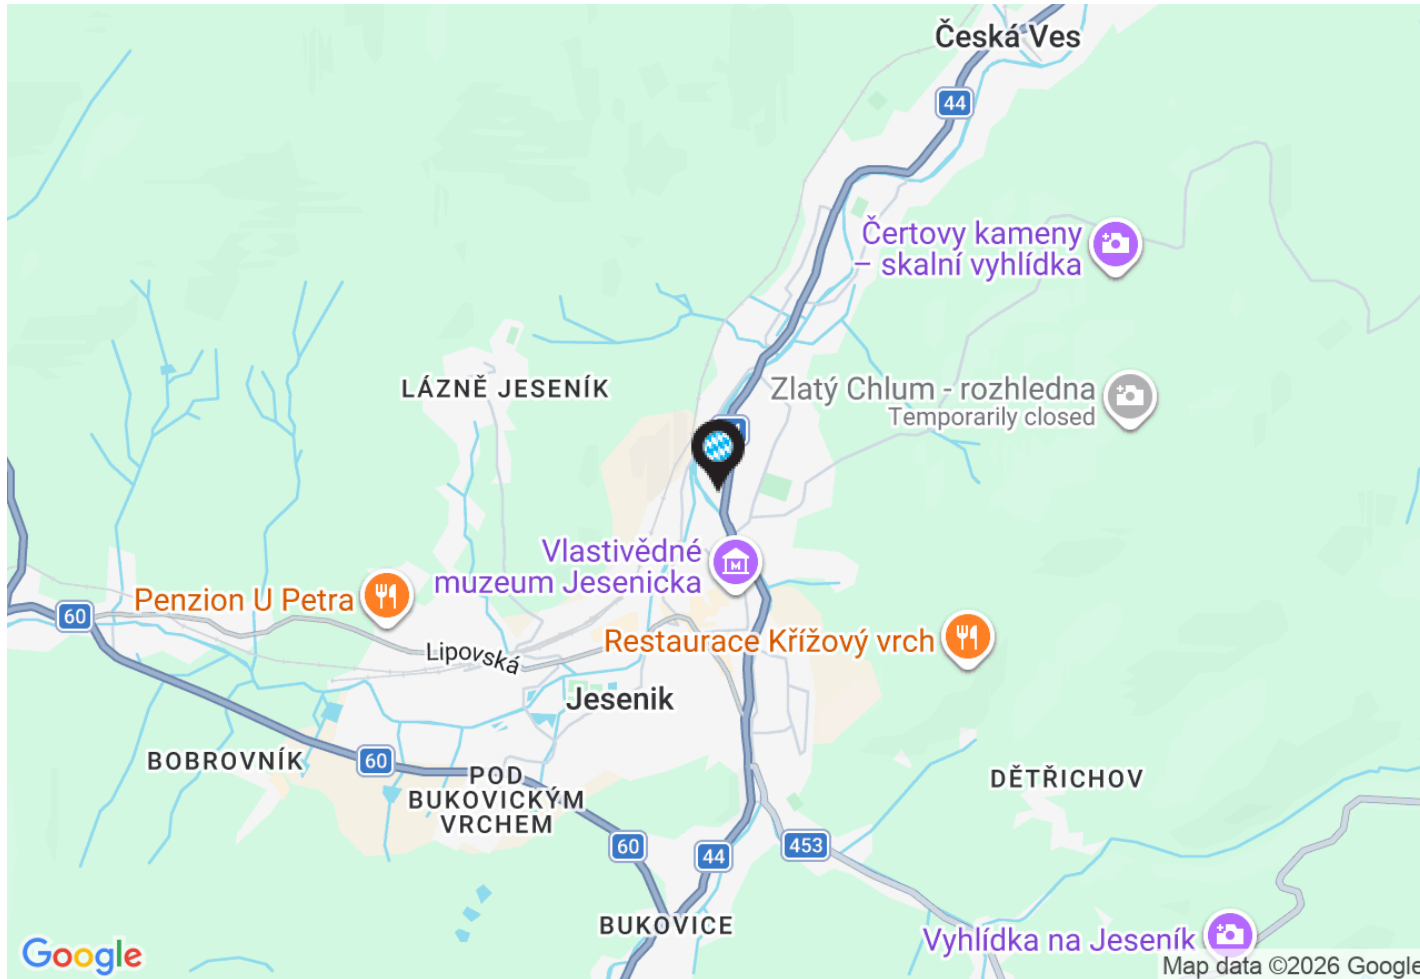 Česká Ves
44
Čertovy kameny
– skalní vyhlídka
LÁZNĚ JESENÍK
Zlatý Chlum - rozhledna
Temporarily closed
Vlastivědné
muzeum Jesenicka
Penzion U Petra
60
Restaurace Křížový vrch
Lipovská
Jesenik
BOBROVNÍK
60
POD
BUKOVICKÝM
VRCHEM
DĚTŘICHOV
60
44
453
BUKOVICE
Vyhlídka na Jeseník
Google
Map data ©2026 Google